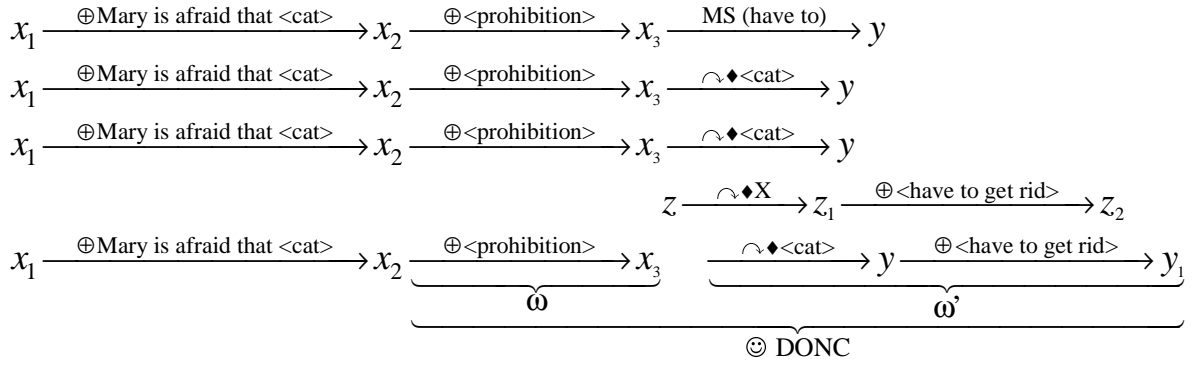 x₁ ⊕Mary is afraid that <cat> → x₂ ⊕<prohibition> → x₃ MS (have to) → y
x₁ ⊕Mary is afraid that <cat> → x₂ ⊕<prohibition> → x₃ ↷♦<cat> → y
x₁ ⊕Mary is afraid that <cat> → x₂ ⊕<prohibition> → x₃ ↷♦<cat> → y
z ↷♦X → z₁ ⊕<have to get rid> → z₂
x₁ ⊕Mary is afraid that <cat> → x₂ ⊕<prohibition> → x₃ ↷♦<cat> → y ⊕<have to get rid> → y₁
ω ω’
☺ DONC